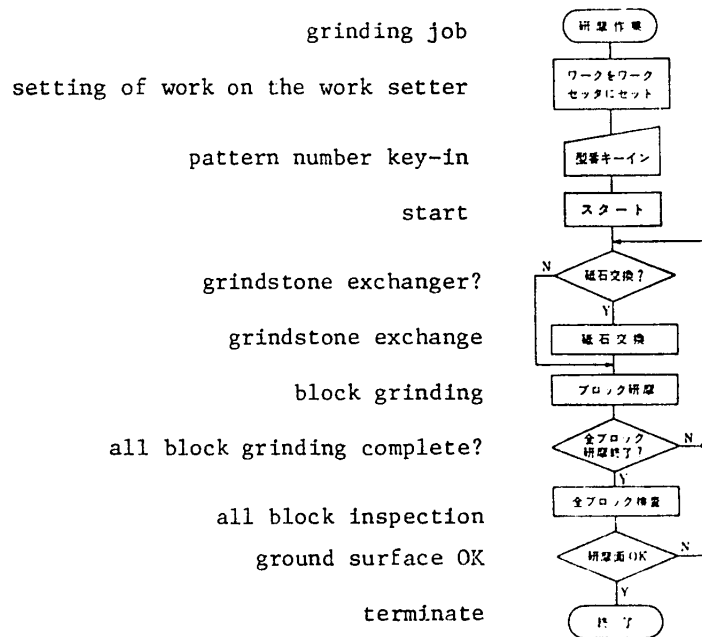 grinding job
研摩作業
setting of work on the work setter
ワークをワーク
セッタにセット
pattern number key-in
型番キーイン
start
スタート
N
grindstone exchanger?
砥石交換?
Y
grindstone exchange
砥石交換
block grinding
ブロック研摩
all block grinding complete?
全ブロック
研摩終了?
N
Y
all block inspection
全ブロック検査
ground surface OK
研摩面OK
N
Y
terminate
終了